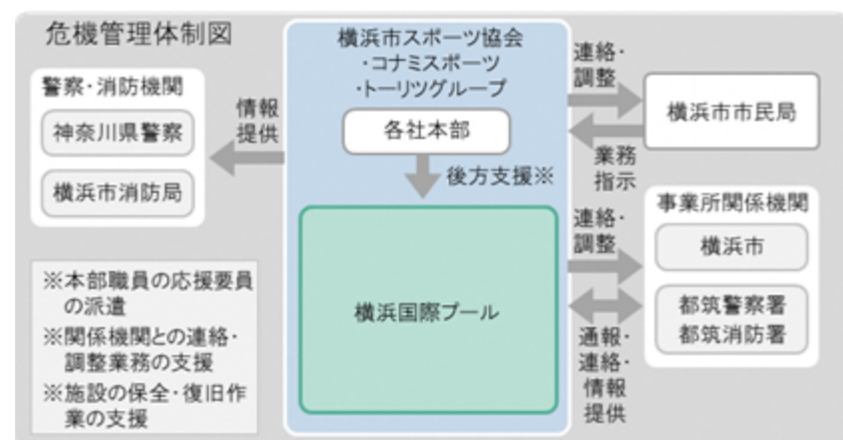 危機管理体制図
警察・消防機関
神奈川県警察
横浜市消防局
情報
提供
横浜市スポーツ協会
・コナミスポーツ
・トーリツグループ
各社本部
後方支援※
横浜国際プール
連絡・
調整
業務
指示
横浜市市民局
事業所関係機関
横浜市
都筑警察署
都筑消防署
連絡・
調整
通報・
連絡・
情報
提供
※本部職員の応援要員
の派遣
※関係機関との連絡・
調整業務の支援
※施設の保全・復旧作
業の支援